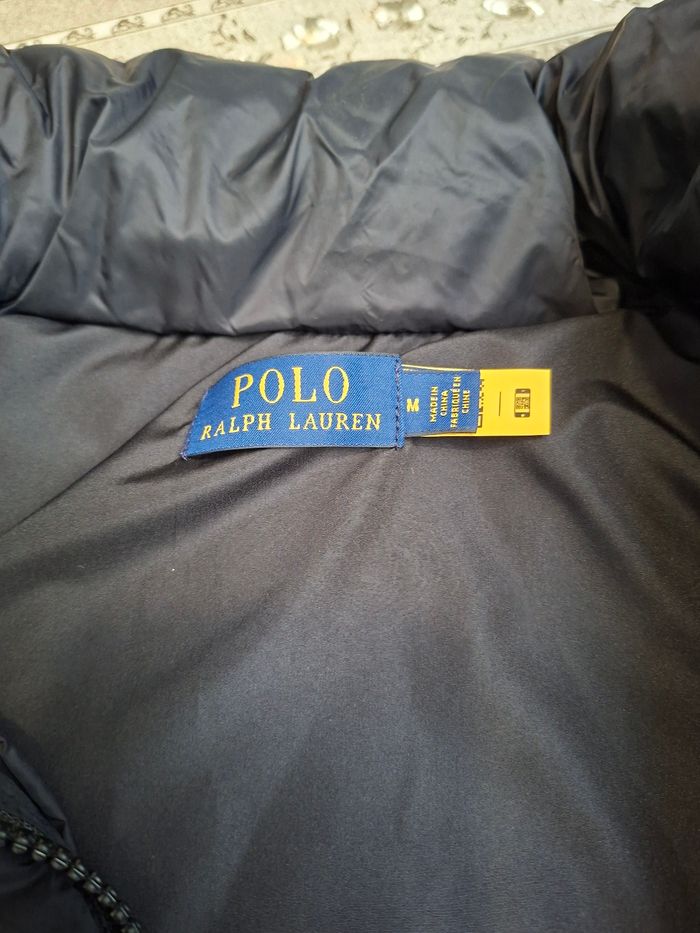 POLO
RALPH LAUREN
M
MADE IN
CHINA
FABRIQUÉ EN
CHINE